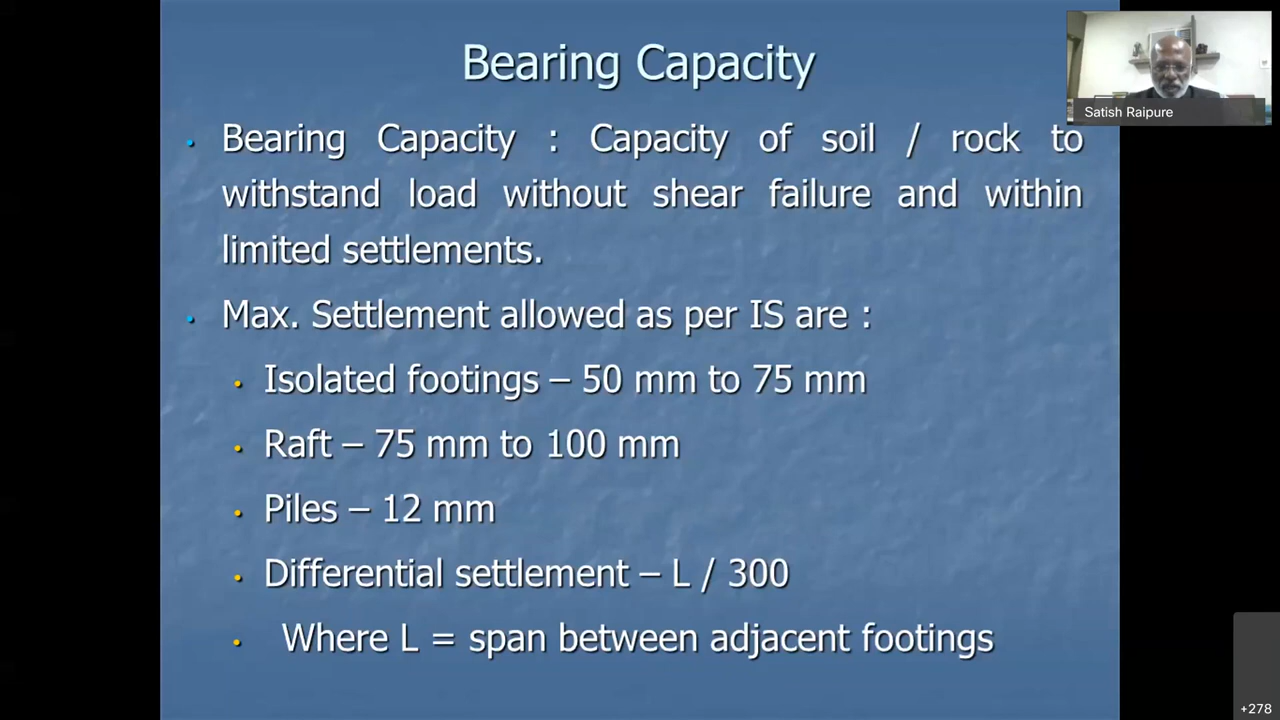 Bearing Capacity
Satish Raipure
Bearing Capacity : Capacity of soil / rock to
withstand load without shear failure and within
limited settlements.
Max. Settlement allowed as per IS are :
Isolated footings – 50 mm to 75 mm
Raft – 75 mm to 100 mm
Piles – 12 mm
Differential settlement – L / 300
Where L = span between adjacent footings
+278